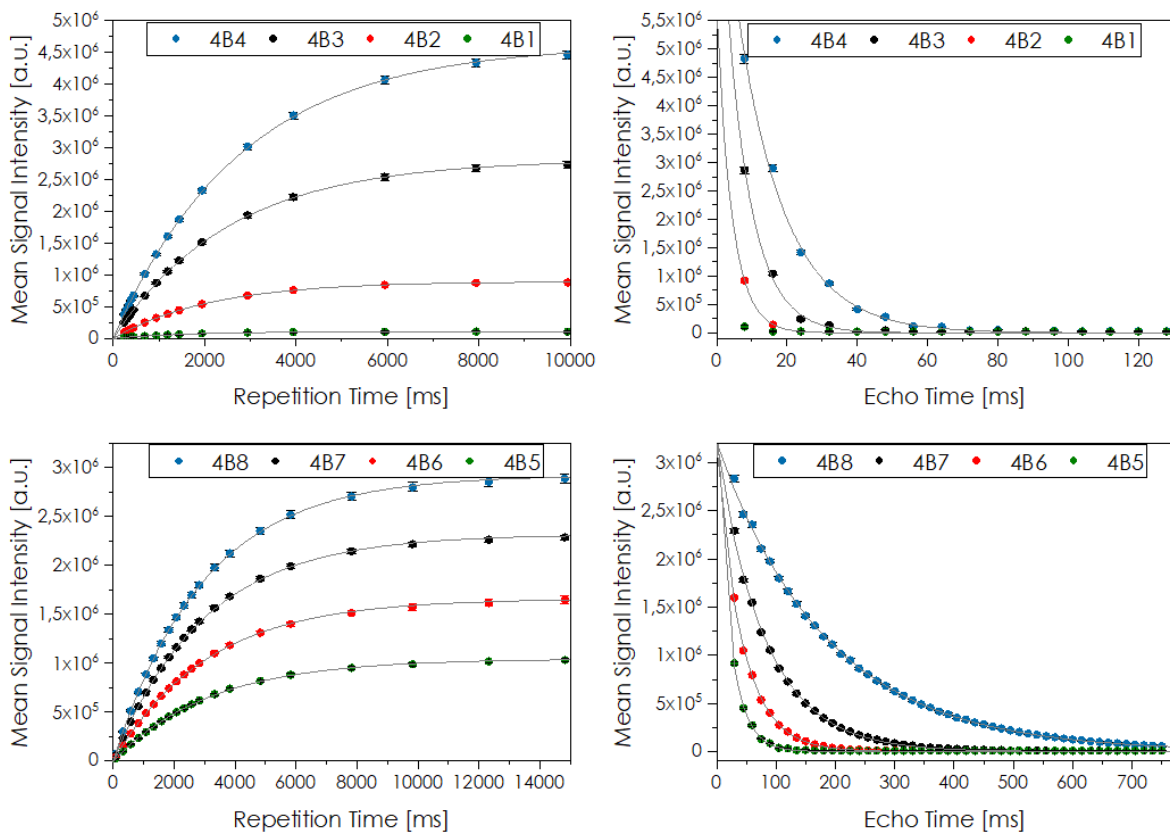 4B4 4B3 4B2 4B1
Mean Signal Intensity [a.u.]
5x10⁶
4,5x10⁶
4x10⁶
3,5x10⁶
3x10⁶
2,5x10⁶
2x10⁶
1,5x10⁶
1x10⁶
5x10⁵
0
0 2000 4000 6000 8000 10000
Repetition Time [ms]
4B4 4B3 4B2 4B1
Mean Signal Intensity [a.u.]
5,5x10⁶
5x10⁶
4,5x10⁶
4x10⁶
3,5x10⁶
3x10⁶
2,5x10⁶
2x10⁶
1,5x10⁶
1x10⁶
5x10⁵
0
0 20 40 60 80 100 120
Echo Time [ms]
4B8 4B7 4B6 4B5
Mean Signal Intensity [a.u.]
3x10⁶
2,5x10⁶
2x10⁶
1,5x10⁶
1x10⁶
5x10⁵
0
0 2000 4000 6000 8000 10000 12000 14000
Repetition Time [ms]
4B8 4B7 4B6 4B5
Mean Signal Intensity [a.u.]
3x10⁶
2,5x10⁶
2x10⁶
1,5x10⁶
1x10⁶
5x10⁵
0
0 100 200 300 400 500 600 700
Echo Time [ms]